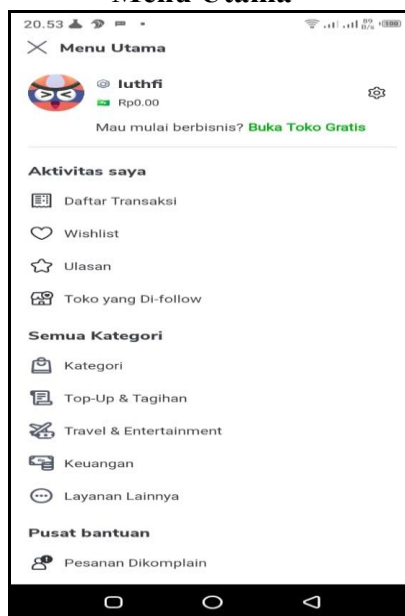 Menu Utama
20.53
Menu Utama
luthfi
Rp0.00
Mau mulai berbisnis? Buka Toko Gratis
Aktivitas saya
Daftar Transaksi
Wishlist
Ulasan
Toko yang Di-follow
Semua Kategori
Kategori
Top-Up & Tagihan
Travel & Entertainment
Keuangan
Layanan Lainnya
Pusat bantuan
Pesanan Dikomplain